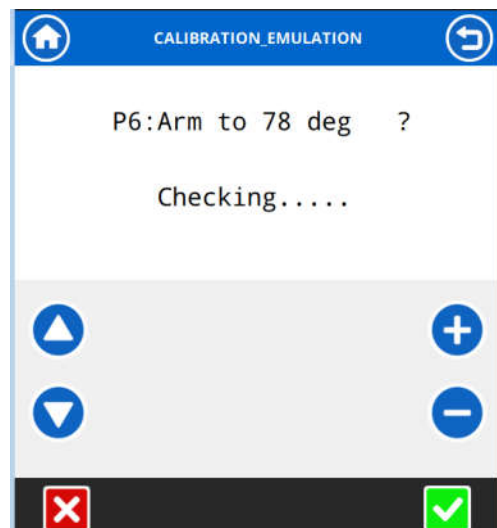 CALIBRATION_EMULATION
P6:Arm to 78 deg ?
Checking.....